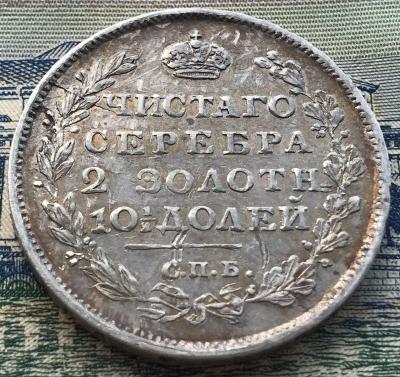 ЧИСТАГО
СЕРЕБРА
2 ЗОЛОТН.
10½ ДОЛЕЙ
С.П.Б.